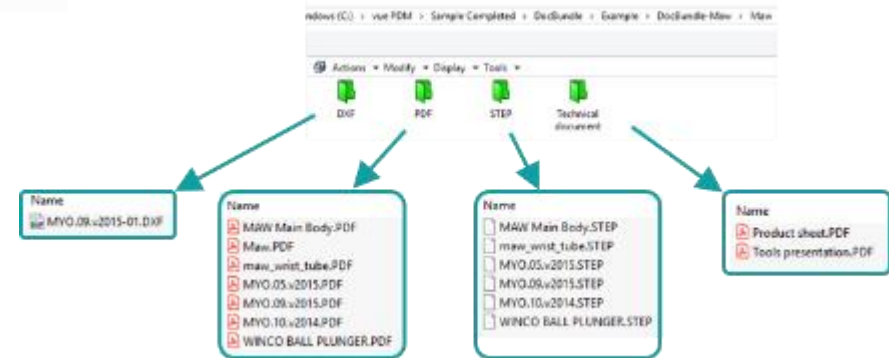 ndows (C:) › vue PDM › Sample Completed › DocBundle › Example › DocBundle-Maw › Maw
Actions Modify Display Tools
DXF PDF STEP Technical document
Name
MYO.09.v2015-01.DXF
Name
MAW Main Body.PDF
Maw.PDF
maw_wrist_tube.PDF
MYO.05.v2015.PDF
MYO.09.v2015.PDF
MYO.10.v2014.PDF
WINCO BALL PLUNGER.PDF
Name
MAW Main Body.STEP
maw_wrist_tube.STEP
MYO.05.v2015.STEP
MYO.09.v2015.STEP
MYO.10.v2014.STEP
WINCO BALL PLUNGER.STEP
Name
Product sheet.PDF
Tools presentation.PDF